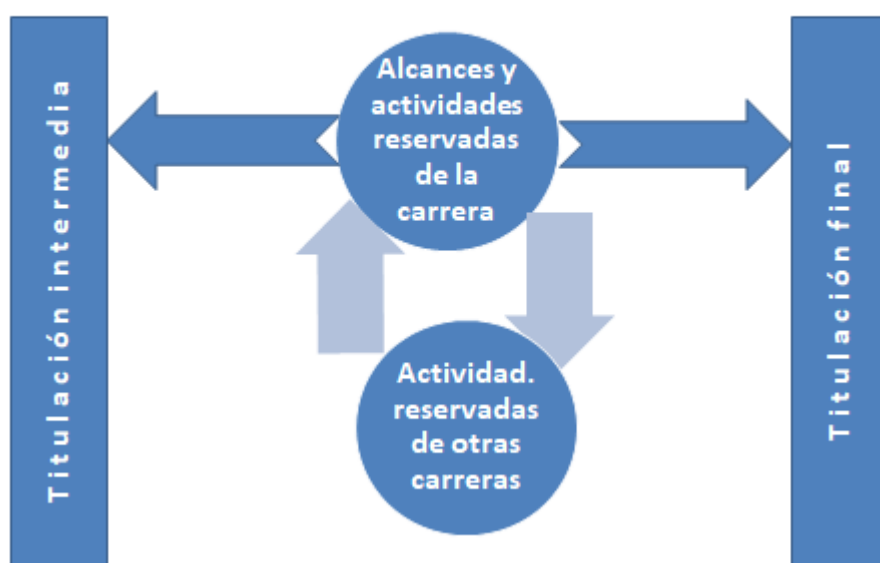 Titulación intermedia
Alcances y
actividades
reservadas
de la
carrera
Actividad.
reservadas
de otras
carreras
Titulación final